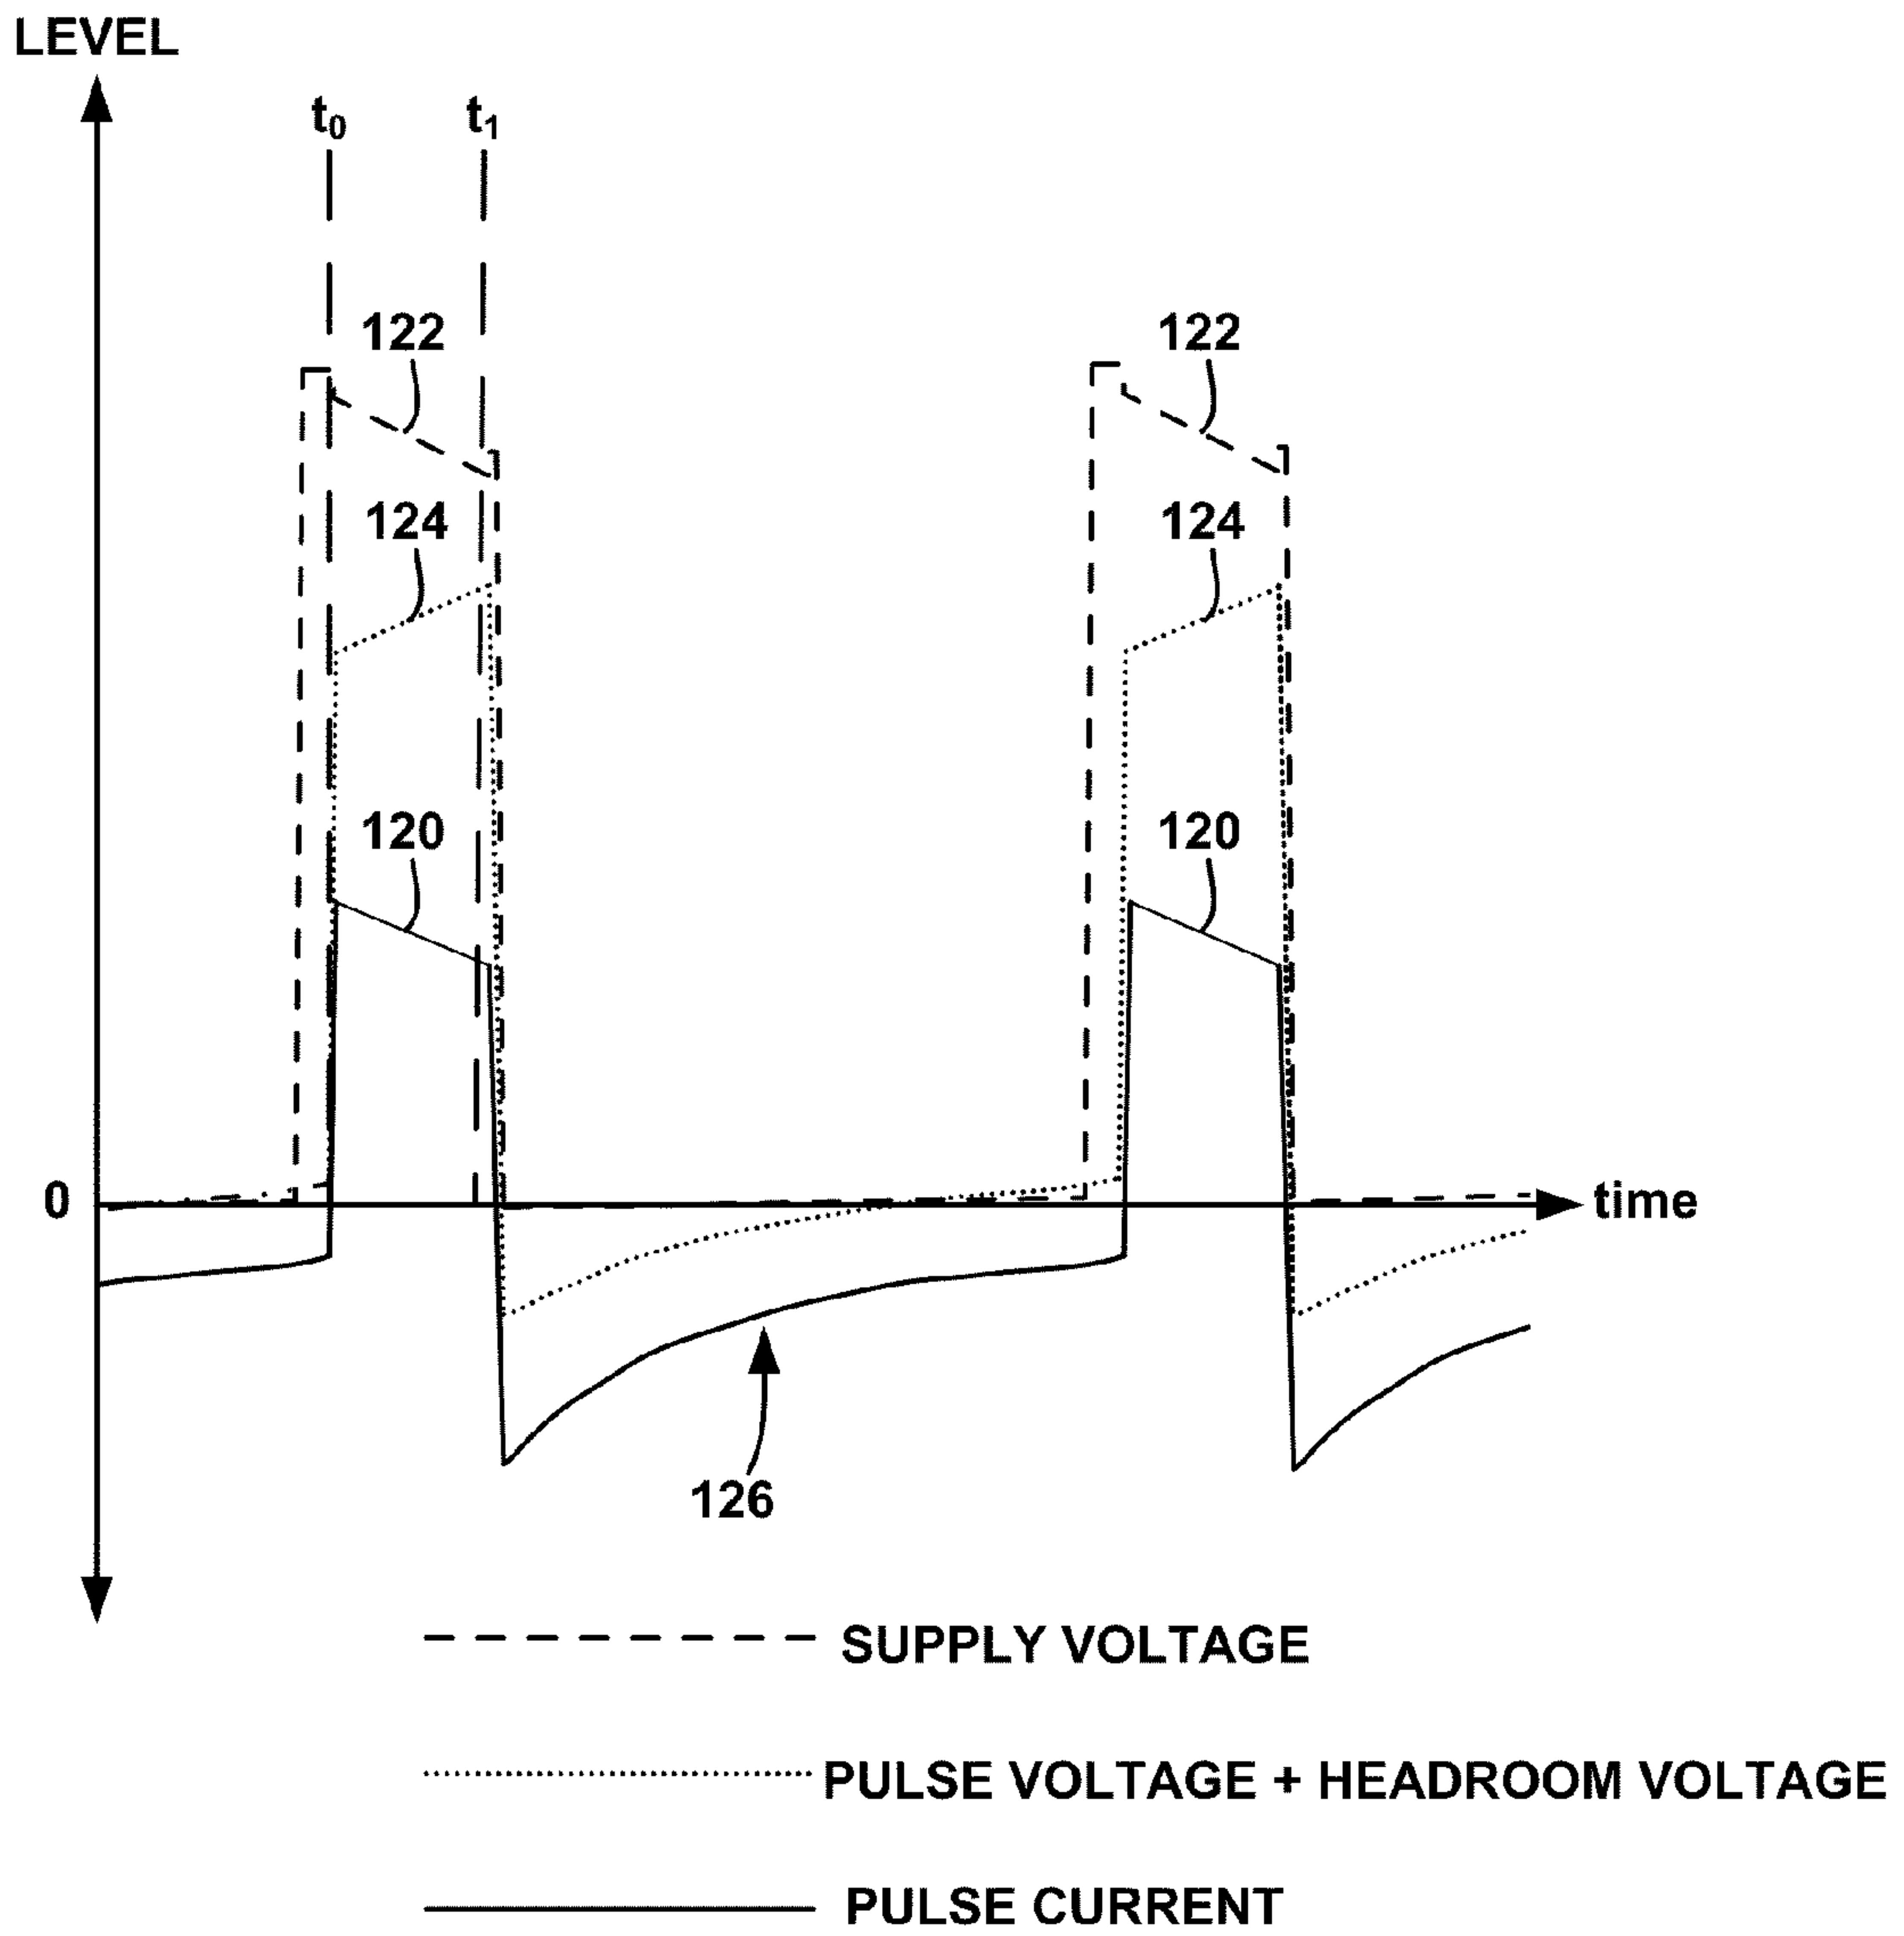 LEVEL
t0 t1
122 122
124 124
120 120
0 time
126
SUPPLY VOLTAGE
PULSE VOLTAGE + HEADROOM VOLTAGE
PULSE CURRENT